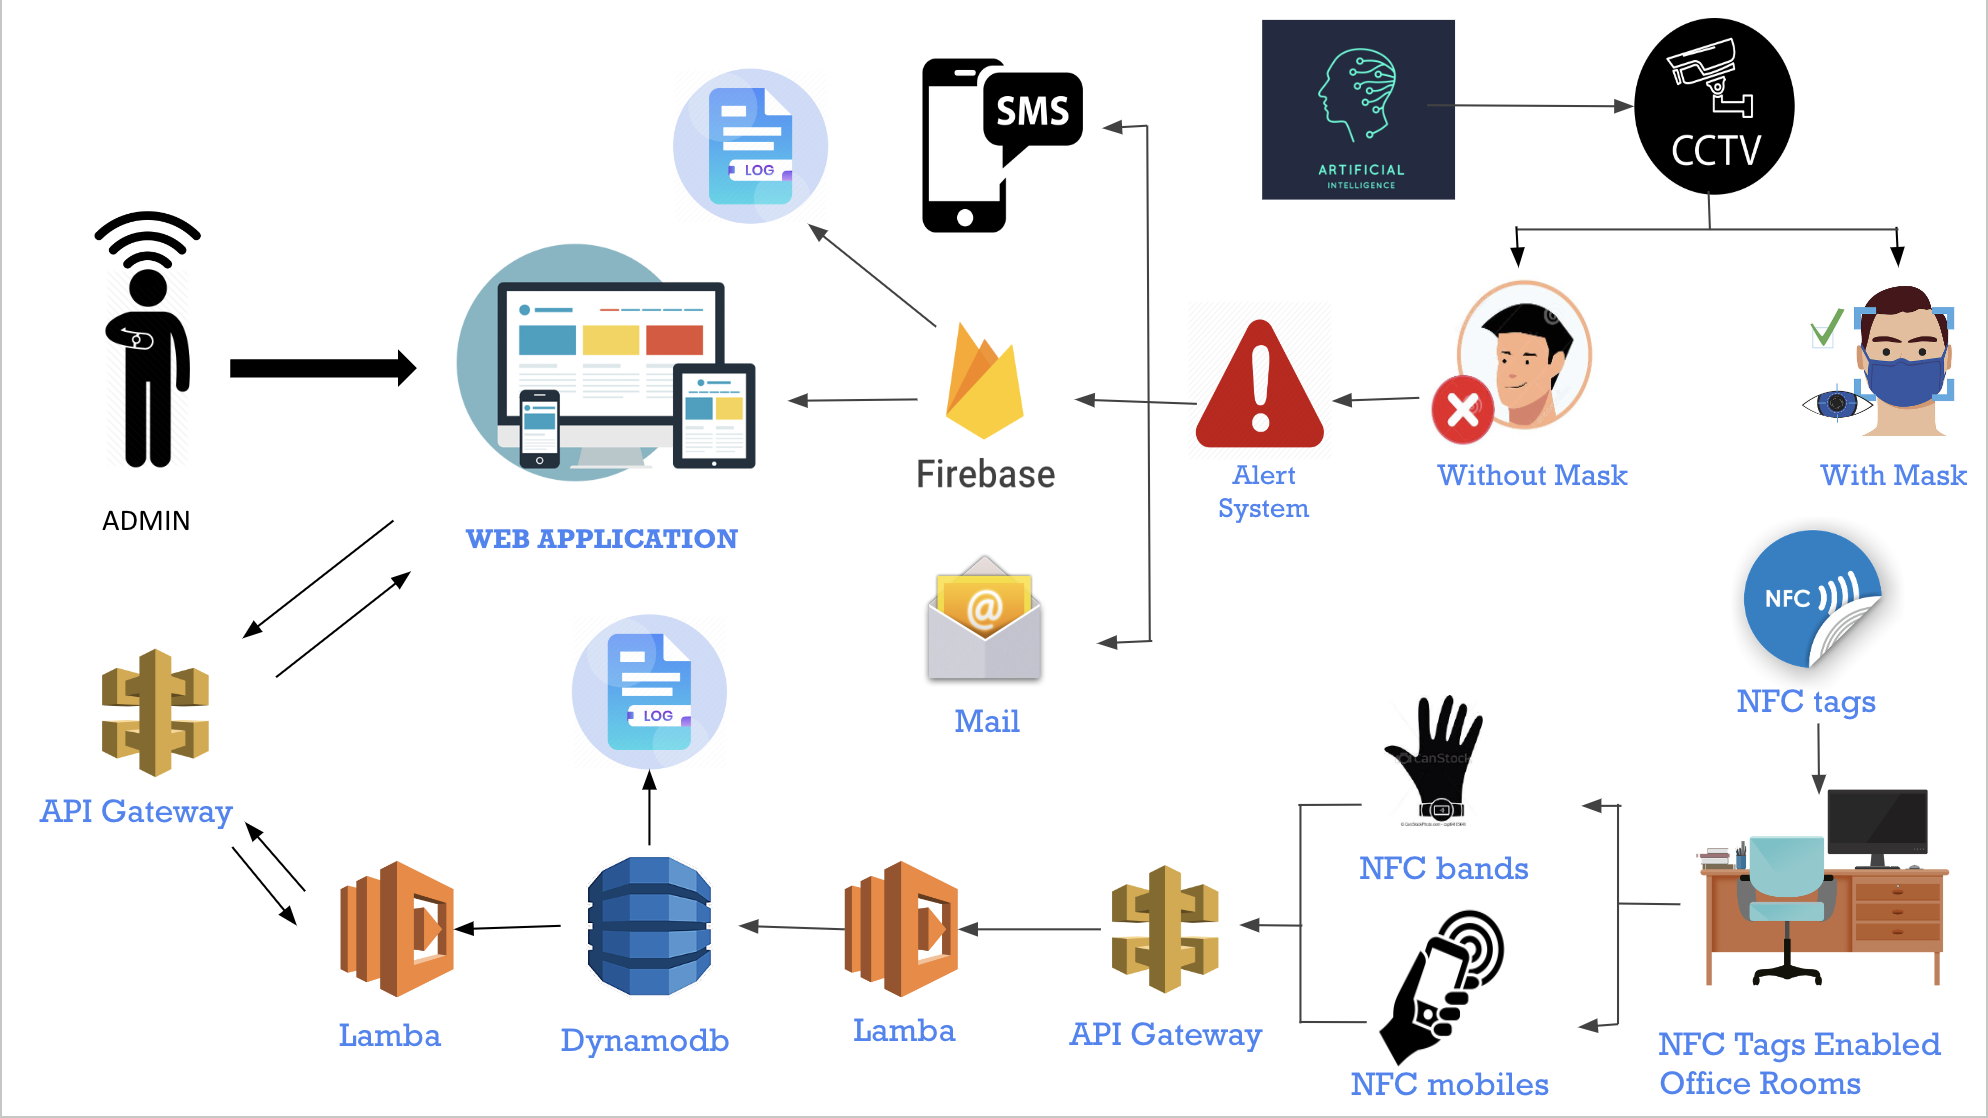 LOG
SMS
ARTIFICIAL
INTELLIGENCE
CCTV
ADMIN
WEB APPLICATION
Firebase
Alert
System
Without Mask
With Mask
@
Mail
NFC
NFC tags
LOG
API Gateway
canStock
NFC bands
Lamba
Dynamodb
Lamba
API Gateway
NFC mobiles
NFC Tags Enabled
Office Rooms